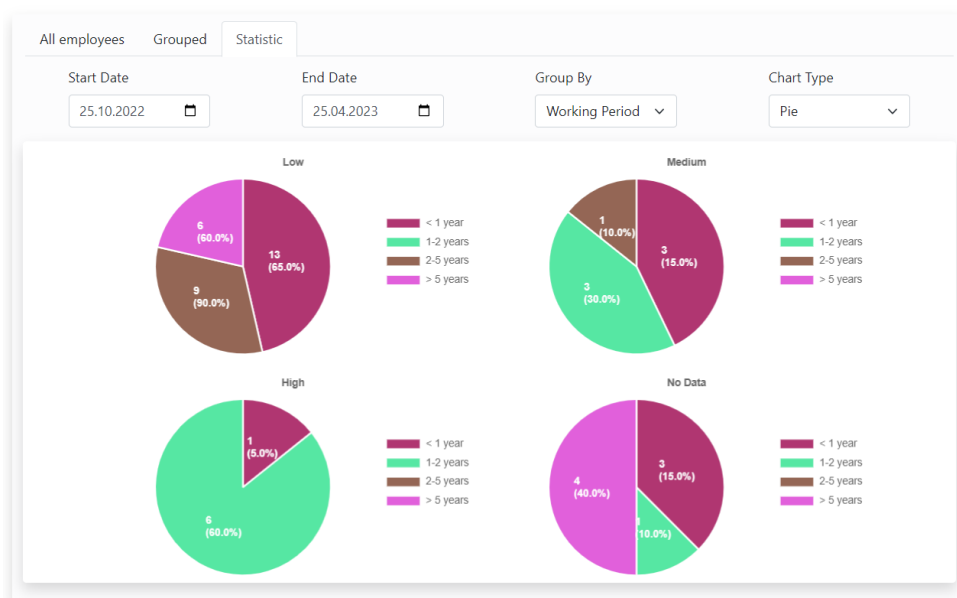 All employees Grouped Statistic
Start Date End Date Group By Chart Type
25.10.2022 25.04.2023 Working Period Pie
Low
13
(65.0%)
9
(90.0%)
6
(60.0%)
< 1 year
1-2 years
2-5 years
> 5 years
Medium
3
(15.0%)
3
(30.0%)
1
(10.0%)
< 1 year
1-2 years
2-5 years
> 5 years
High
1
(5.0%)
6
(60.0%)
< 1 year
1-2 years
2-5 years
> 5 years
No Data
3
(15.0%)
1
(10.0%)
4
(40.0%)
< 1 year
1-2 years
2-5 years
> 5 years